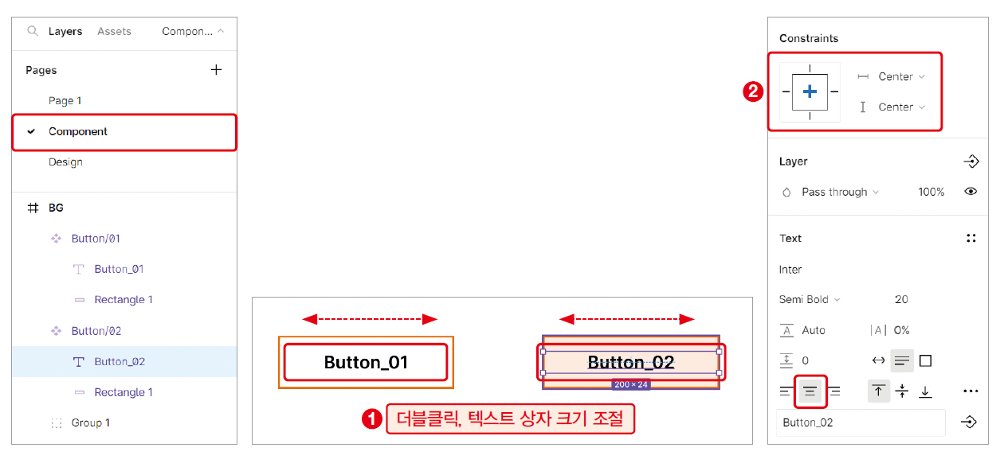 Layers Assets Compon...
Pages
Page 1
Component
Design
BG
Button/01
Button_01
Rectangle 1
Button/02
Button_02
Rectangle 1
Group 1
Button_01
Button_02
200 × 24
1 더블클릭, 텍스트 상자 크기 조절
Constraints
2
Center
Center
Layer
Pass through 100%
Text
Inter
Semi Bold 20
A Auto |A| 0%
0
Button_02